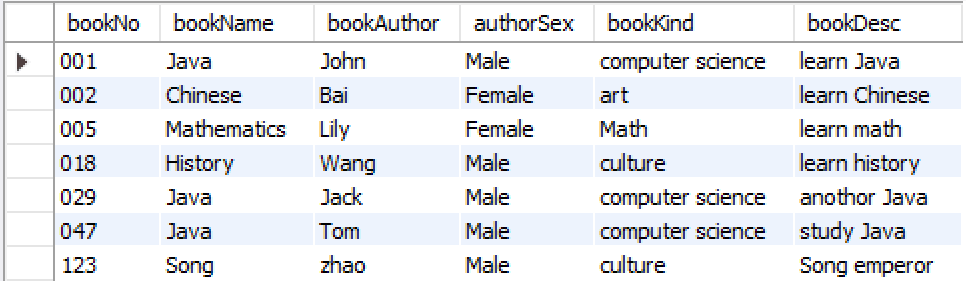 bookNo bookName bookAuthor authorSex bookKind bookDesc
001 Java John Male computer science learn Java
002 Chinese Bai Female art learn Chinese
005 Mathematics Lily Female Math learn math
018 History Wang Male culture learn history
029 Java Jack Male computer science anothor Java
047 Java Tom Male computer science study Java
123 Song zhao Male culture Song emperor